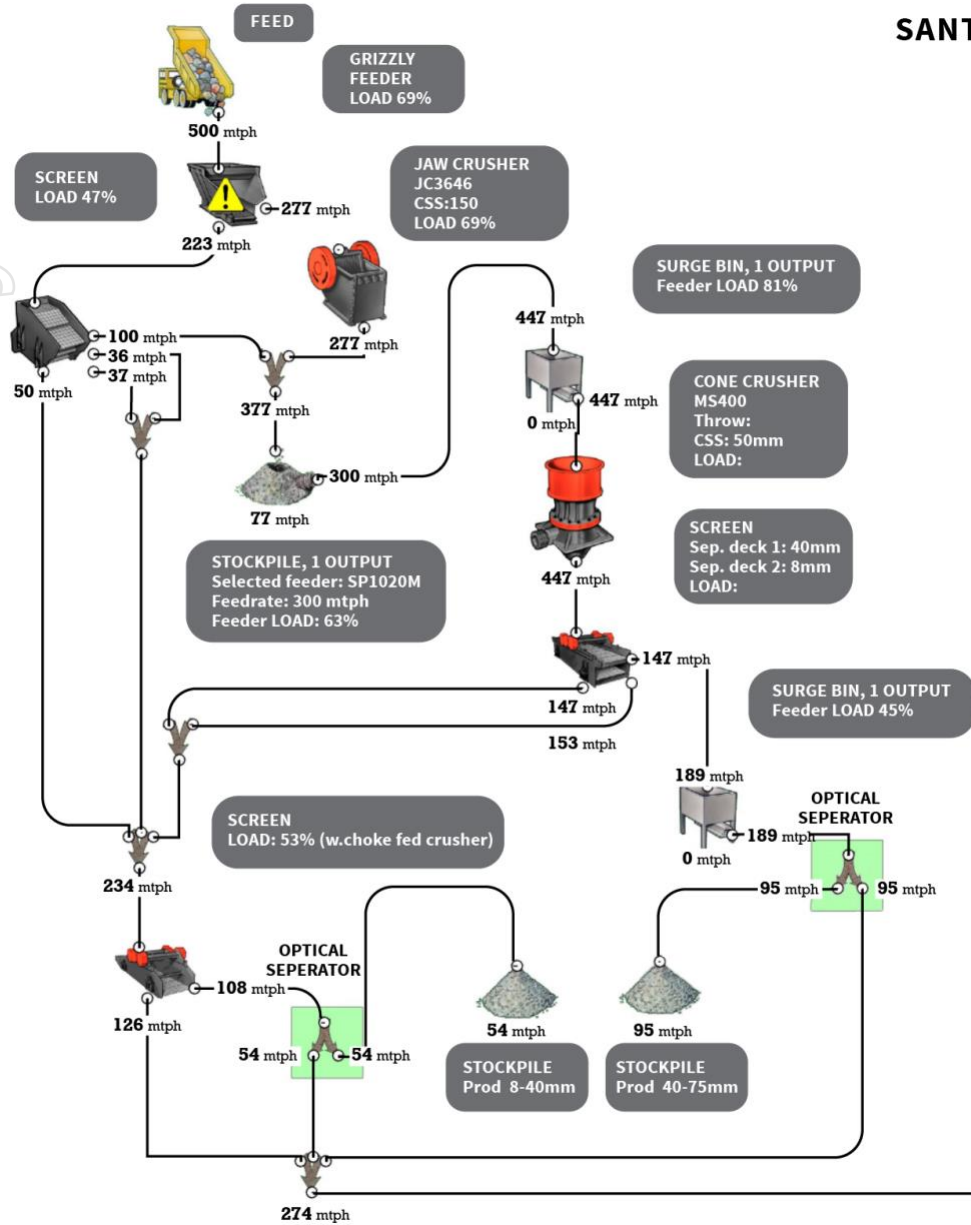 SANT
FEED
GRIZZLY
FEEDER
LOAD 69%
500 mtph
SCREEN
LOAD 47%
JAW CRUSHER
JC3646
CSS:150
LOAD 69%
277 mtph
223 mtph
SURGE BIN, 1 OUTPUT
Feeder LOAD 81%
447 mtph
100 mtph
36 mtph
37 mtph
50 mtph
277 mtph
377 mtph
447 mtph
0 mtph
CONE CRUSHER
MS400
Throw:
CSS: 50mm
LOAD:
300 mtph
77 mtph
STOCKPILE, 1 OUTPUT
Selected feeder: SP1020M
Feedrate: 300 mtph
Feeder LOAD: 63%
SCREEN
Sep. deck 1: 40mm
Sep. deck 2: 8mm
LOAD:
447 mtph
147 mtph
147 mtph
153 mtph
SURGE BIN, 1 OUTPUT
Feeder LOAD 45%
189 mtph
OPTICAL
SEPERATOR
189 mtph
0 mtph
95 mtph
95 mtph
SCREEN
LOAD: 53% (w.choke fed crusher)
234 mtph
OPTICAL
SEPERATOR
108 mtph
126 mtph
54 mtph
54 mtph
54 mtph
95 mtph
STOCKPILE
Prod 8-40mm
STOCKPILE
Prod 40-75mm
274 mtph